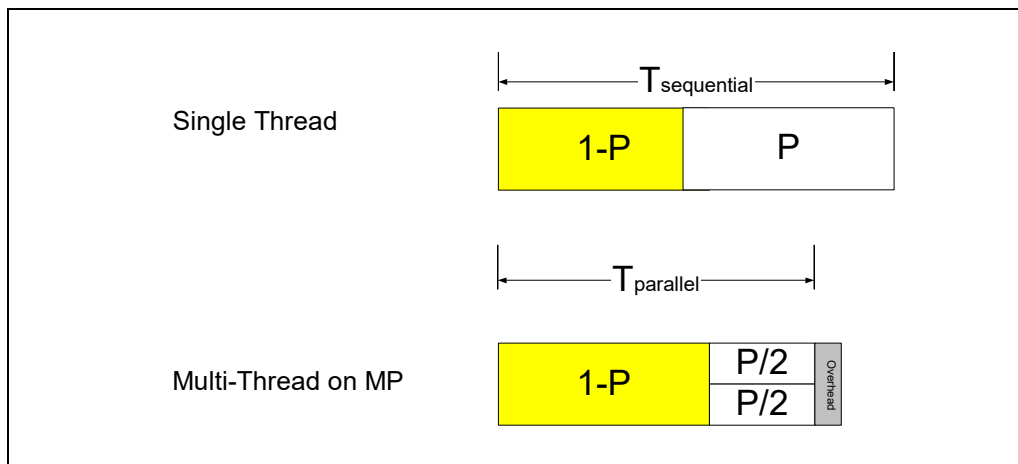 Tsequential
Single Thread
1-P P
Tparallel
Multi-Thread on MP
1-P
P/2
P/2
Overhead